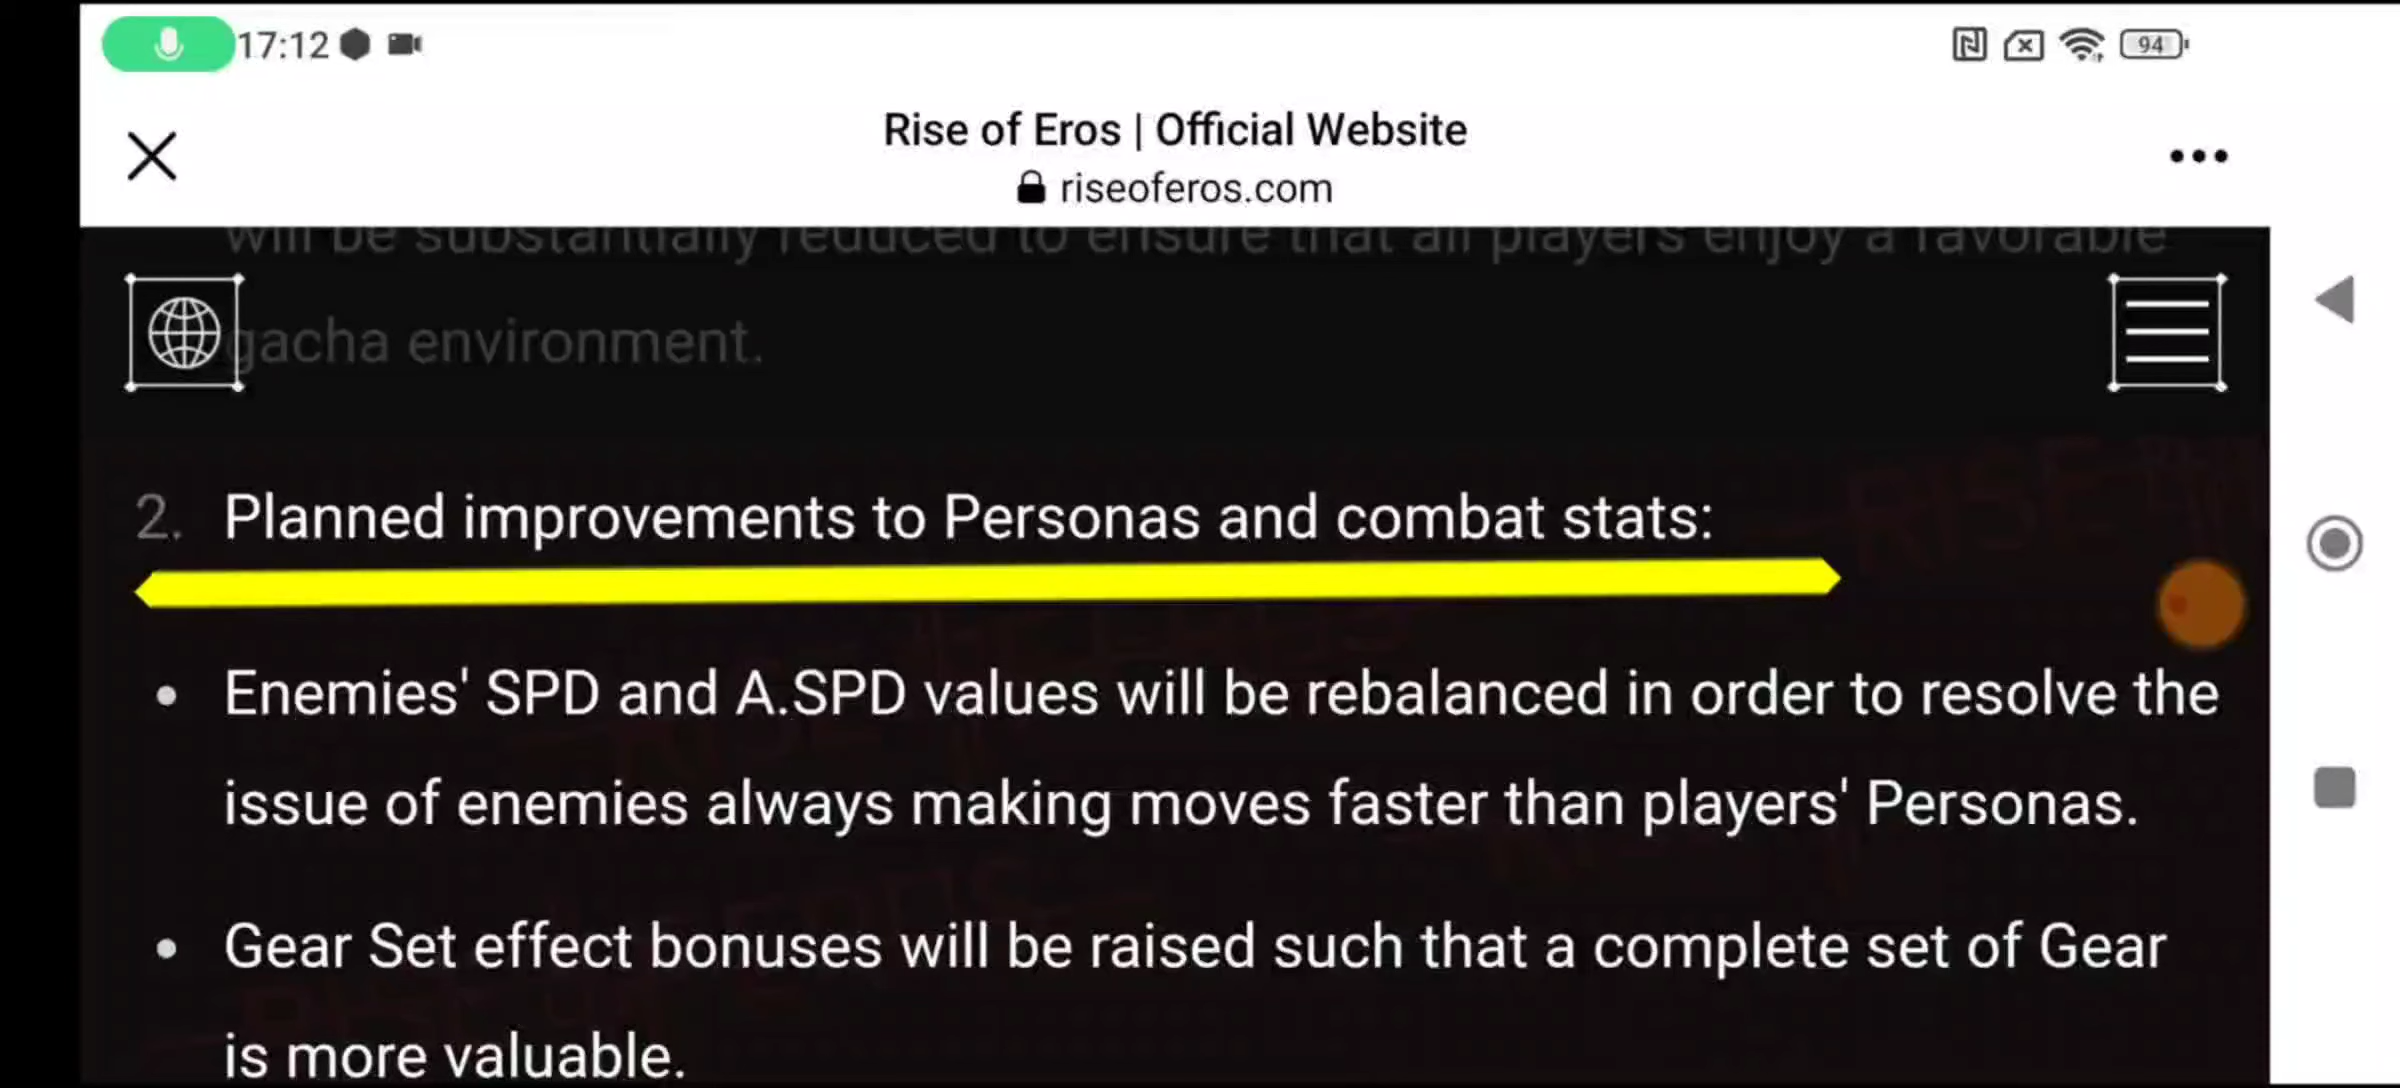 17:12
94
Rise of Eros | Official Website
riseoferos.com
will be substantially reduced to ensure that all players enjoy a favorable
gacha environment.
2. Planned improvements to Personas and combat stats:
• Enemies' SPD and A.SPD values will be rebalanced in order to resolve the
issue of enemies always making moves faster than players' Personas.
• Gear Set effect bonuses will be raised such that a complete set of Gear
is more valuable.